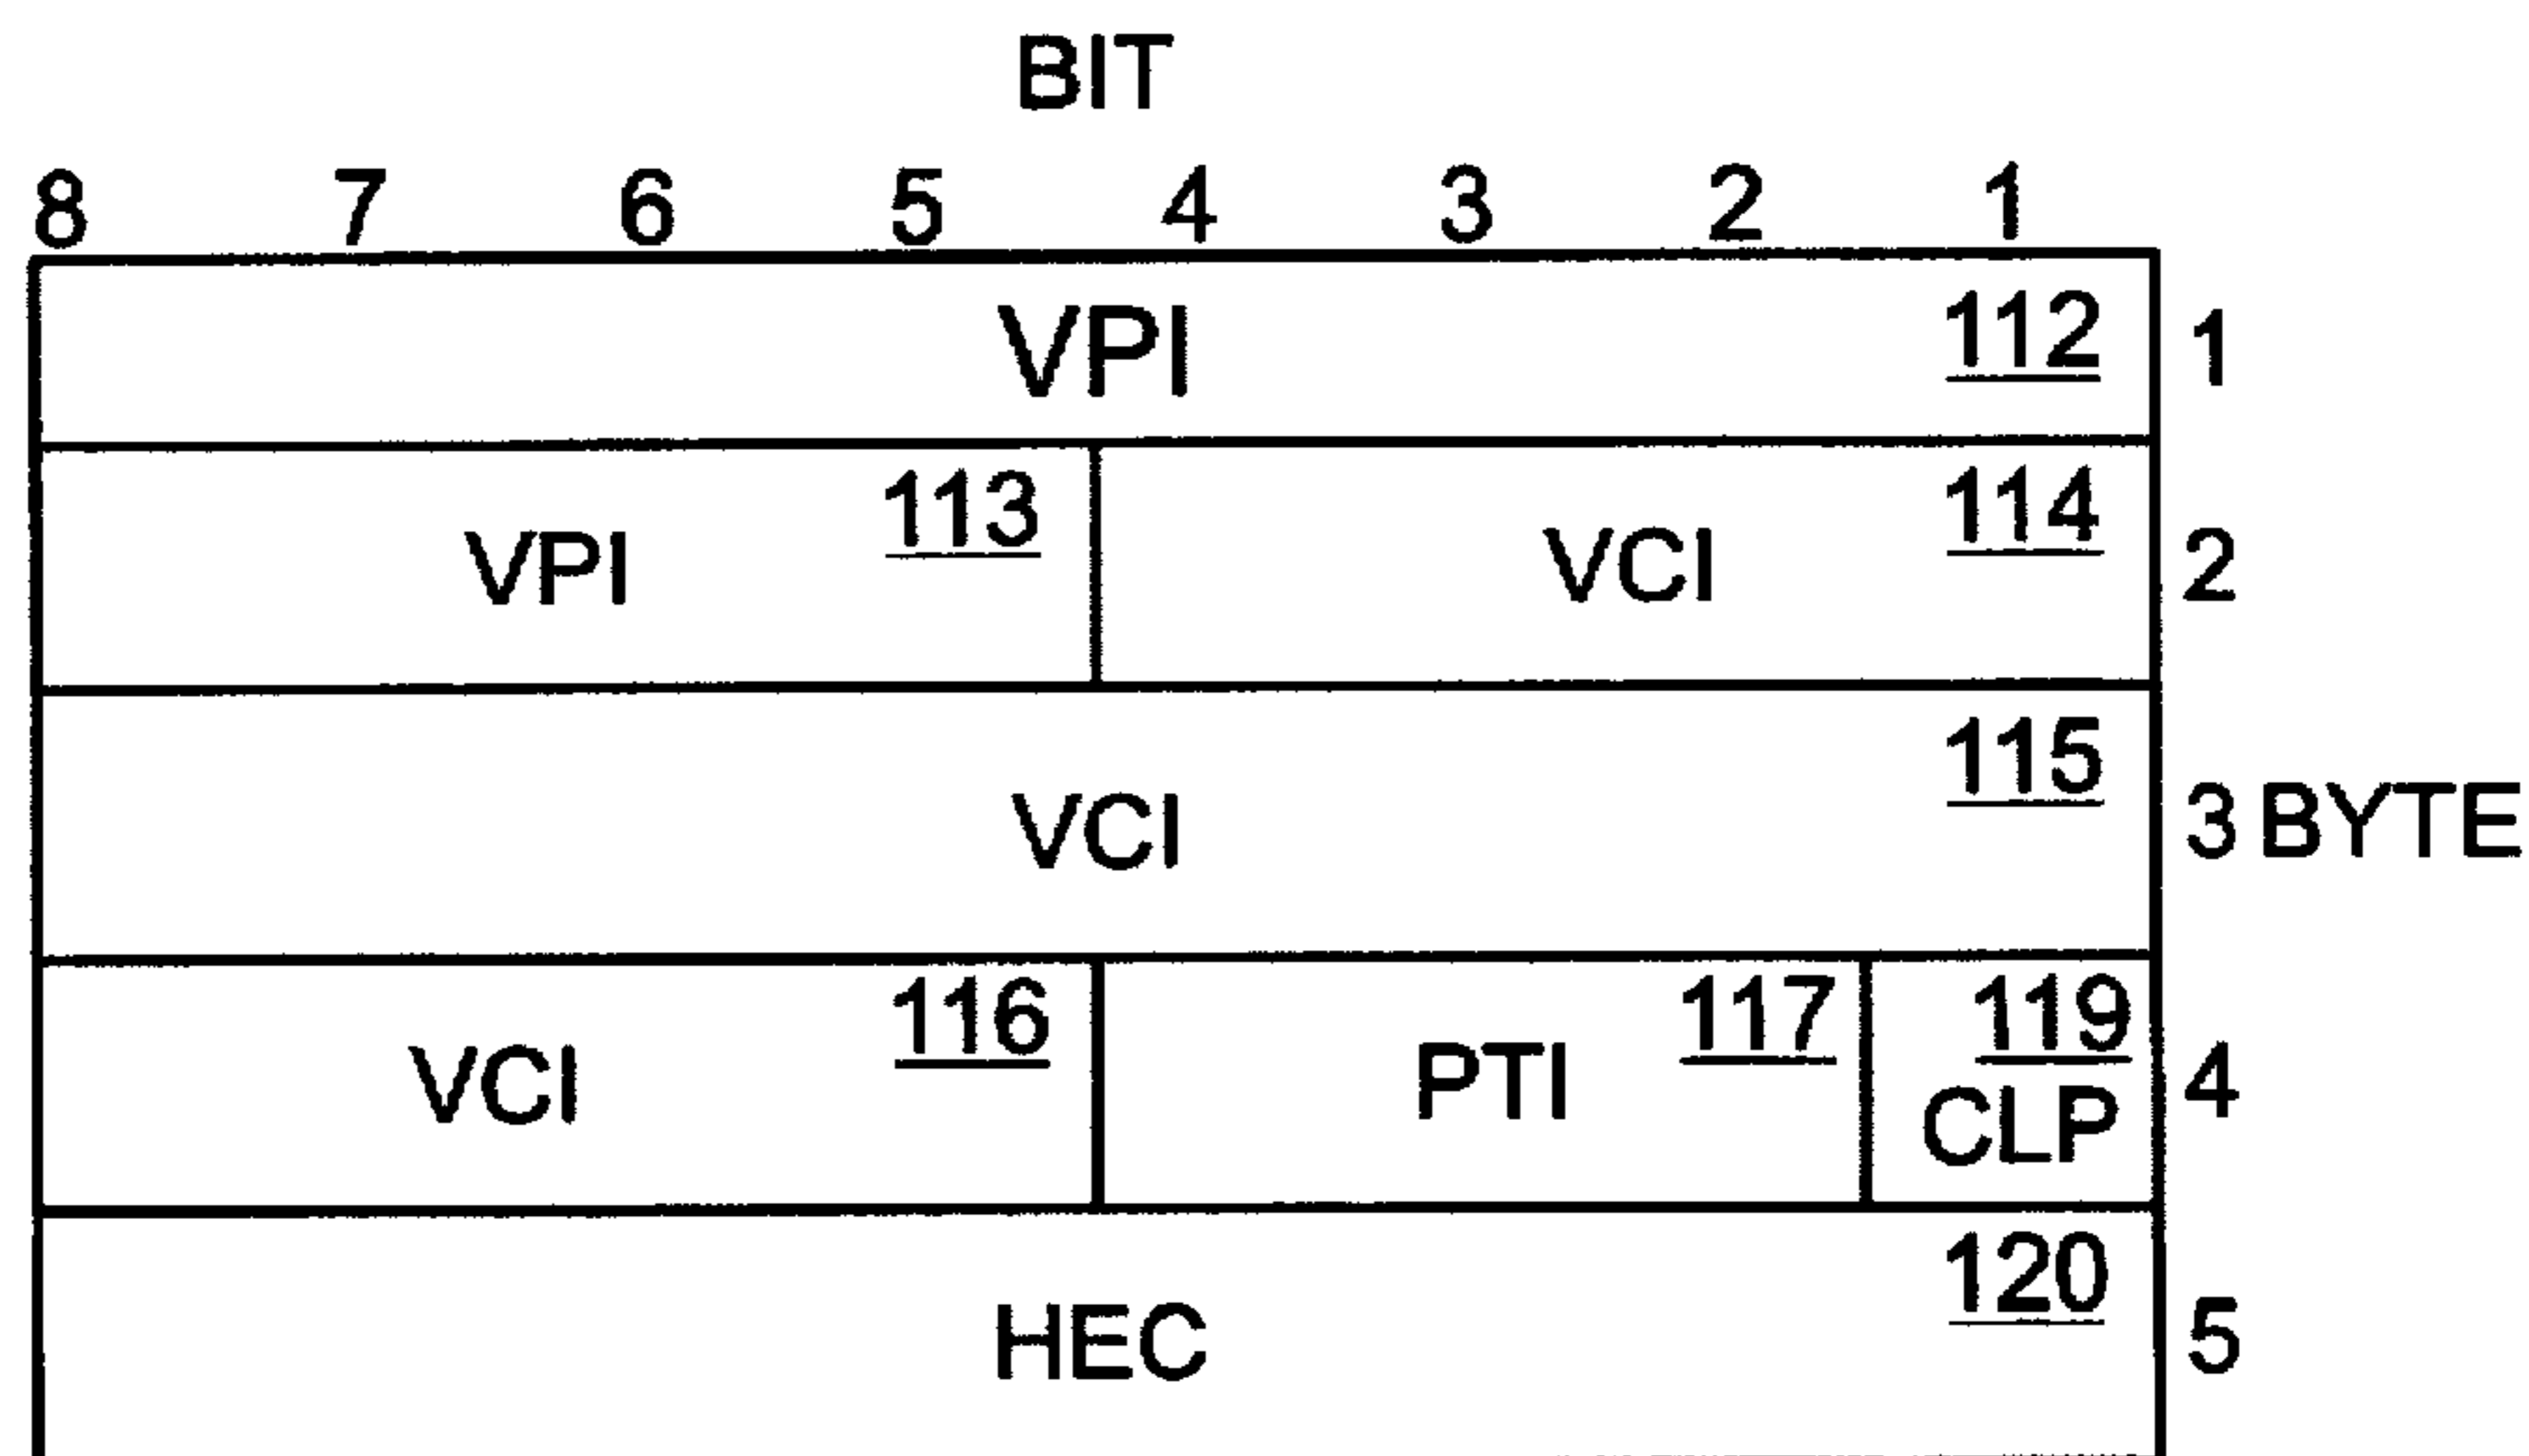 BIT
8 7 6 5 4 3 2 1
VPI 112 1
VPI 113 VCI 114 2
VCI 115 3 BYTE
VCI 116 PTI 117 CLP 119 4
HEC 120 5